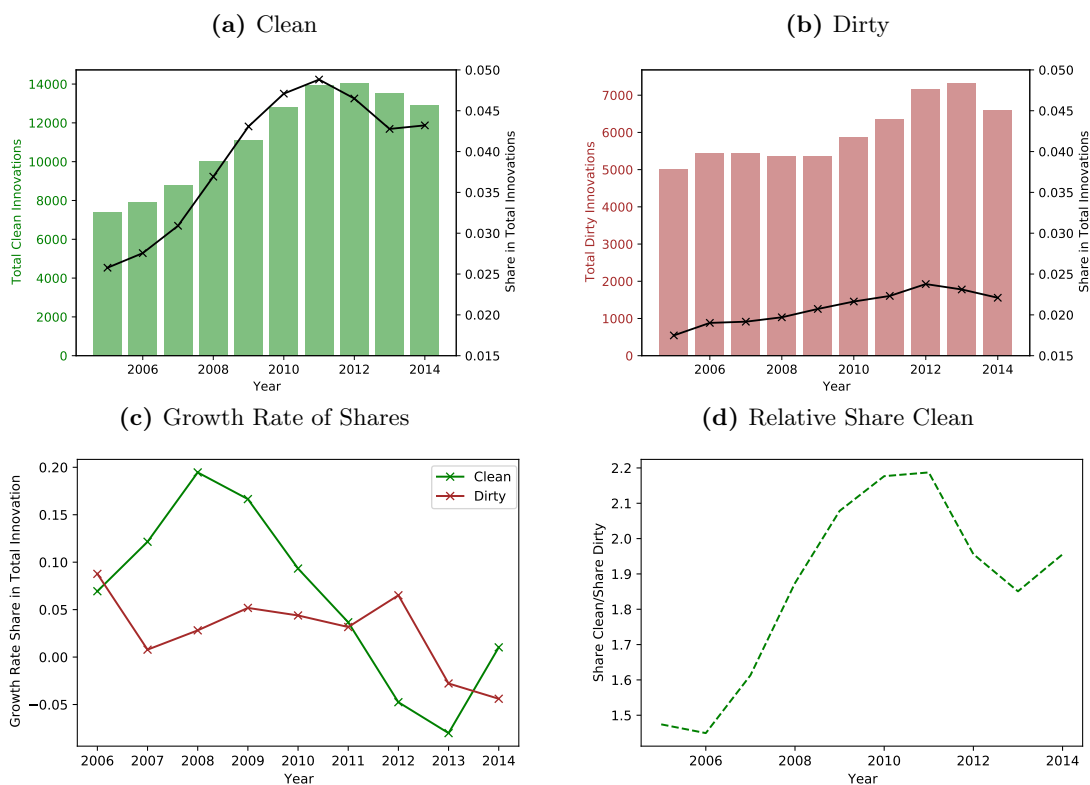 (a) Clean
14000
12000
10000
8000
6000
4000
2000
0
Total Clean Innovations
0.050
0.045
0.040
0.035
0.030
0.025
0.020
0.015
Share in Total Innovations
2006 2008 2010 2012 2014
Year
(b) Dirty
7000
6000
5000
4000
3000
2000
1000
0
Total Dirty Innovations
0.050
0.045
0.040
0.035
0.030
0.025
0.020
0.015
Share in Total Innovations
2006 2008 2010 2012 2014
Year
(c) Growth Rate of Shares
0.20
0.15
0.10
0.05
0.00
−0.05
Growth Rate Share in Total Innovation
Clean
Dirty
2006 2007 2008 2009 2010 2011 2012 2013 2014
Year
(d) Relative Share Clean
2.2
2.1
2.0
1.9
1.8
1.7
1.6
1.5
Share Clean/Share Dirty
2006 2008 2010 2012 2014
Year